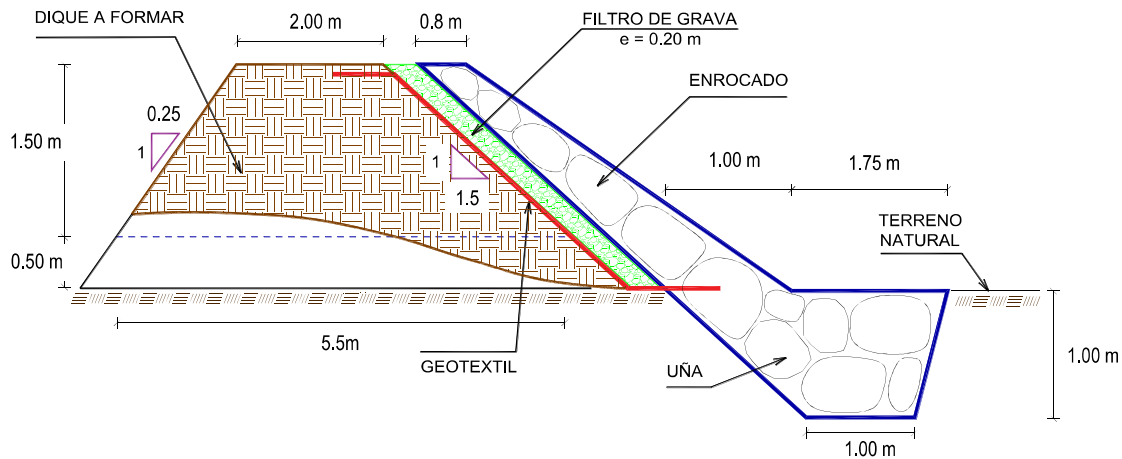 DIQUE A FORMAR
2.00 m
0.8 m
FILTRO DE GRAVA
e = 0.20 m
ENROCADO
0.25
1
1.50 m
1
1.5
1.00 m
1.75 m
TERRENO
NATURAL
0.50 m
5.5m
GEOTEXTIL
UÑA
1.00 m
1.00 m